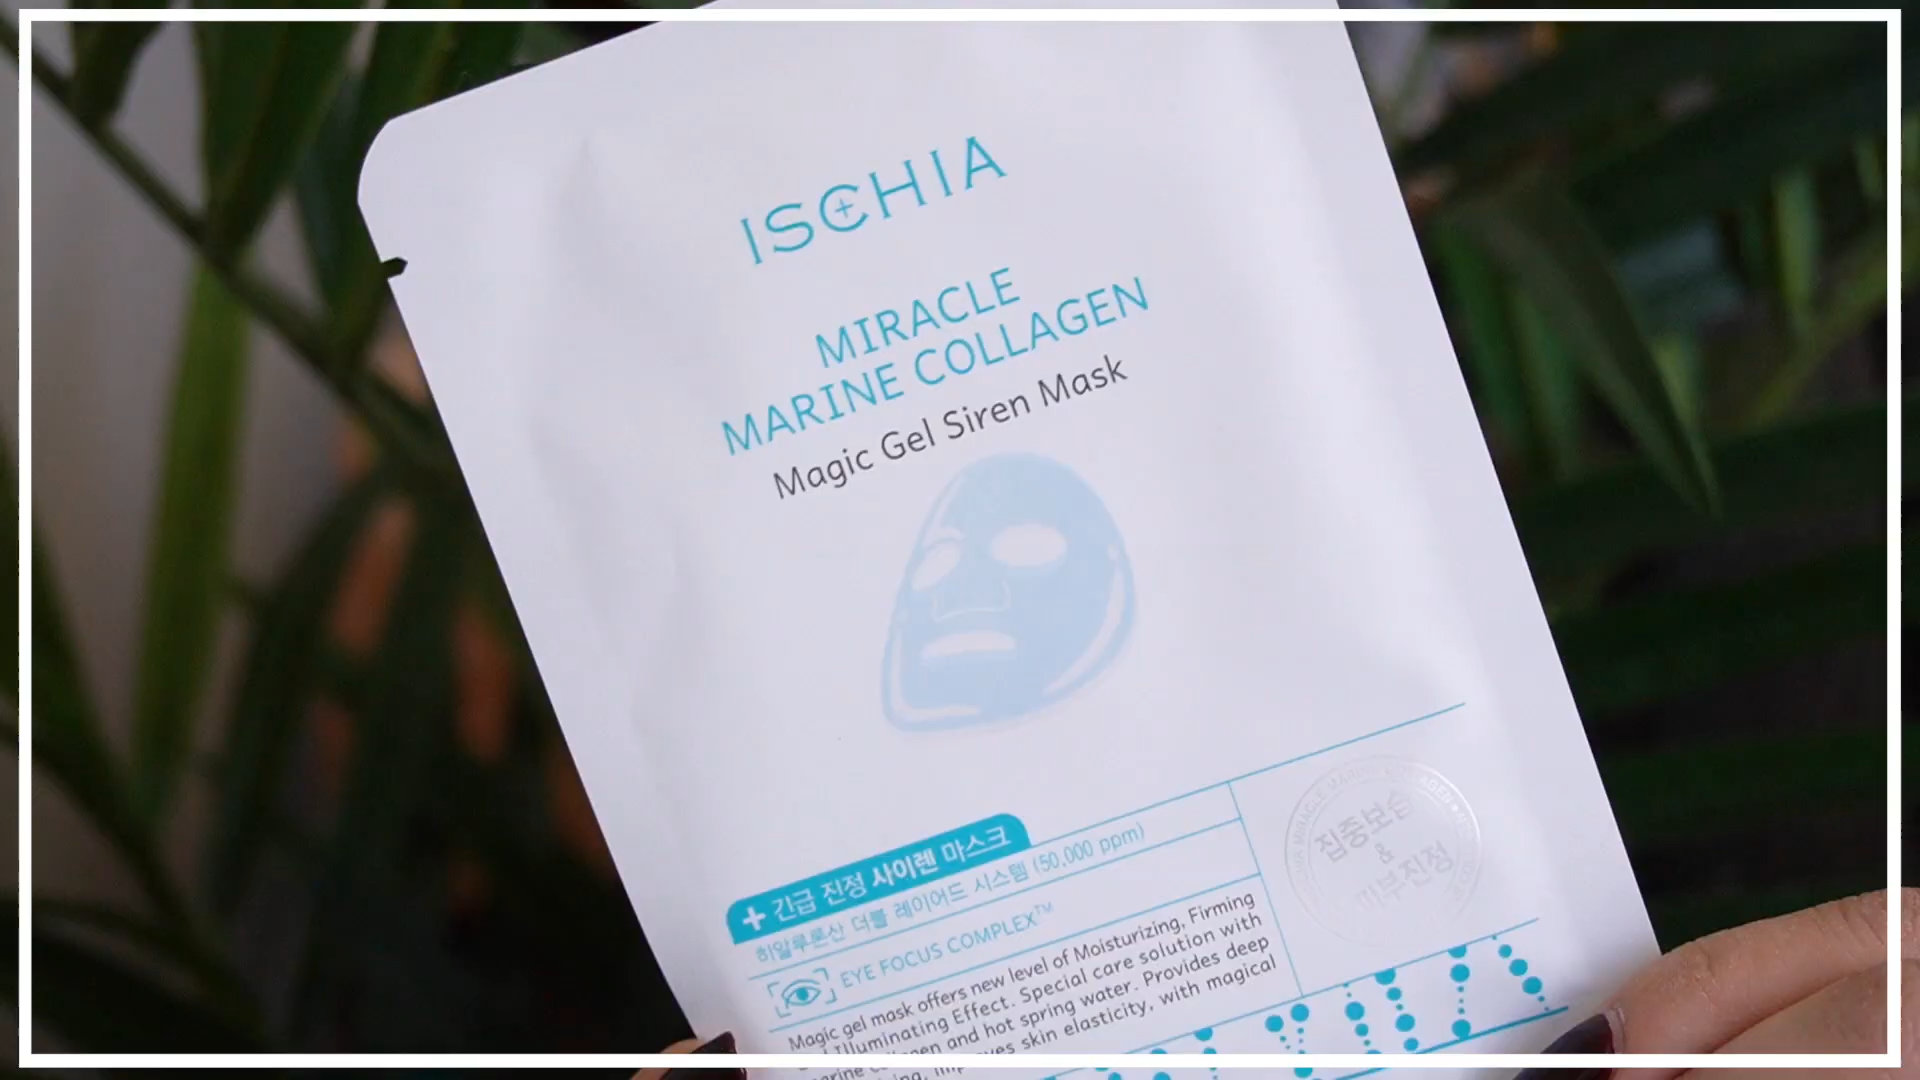 ISCHIA
MIRACLE
MARINE COLLAGEN
Magic Gel Siren Mask
긴급 진정 사이렌 마스크
히알루론산 더블 레이어드 시스템 (50,000 ppm)
EYE FOCUS COMPLEX™
Magic gel mask offers new level of Moisturizing, Firming
Illuminating Effect. Special care solution with
and hot spring water. Provides deep
skin elasticity, with magical
MIRACLE MARINE COLLAGEN
집중보습
&
피부진정